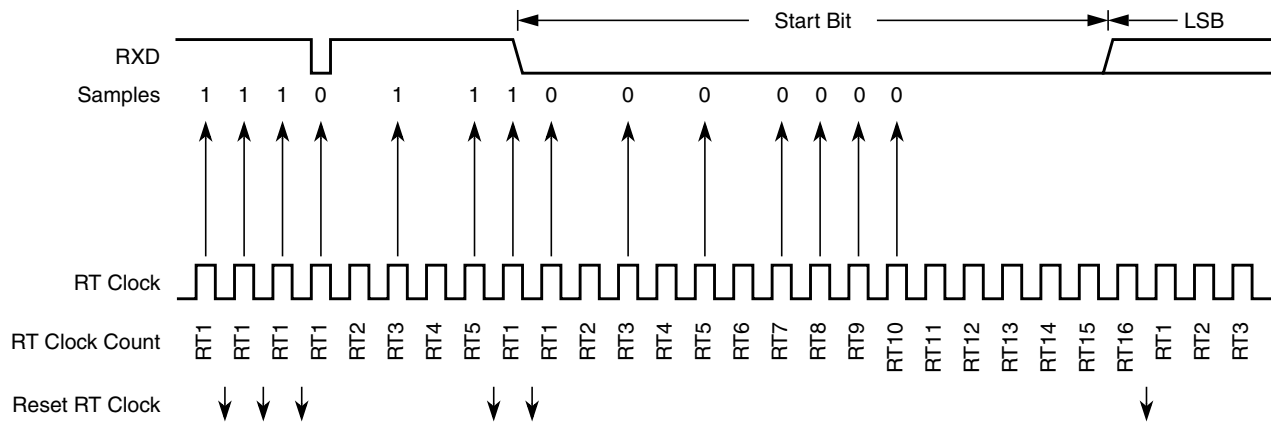 Start Bit LSB
RXD
Samples 1 1 1 0 1 1 1 0 0 0 0 0 0 0
RT Clock
RT Clock Count RT1 RT1 RT1 RT1 RT2 RT3 RT4 RT5 RT1 RT1 RT2 RT3 RT4 RT5 RT6 RT7 RT8 RT9 RT10 RT11 RT12 RT13 RT14 RT15 RT16 RT1 RT2 RT3
Reset RT Clock